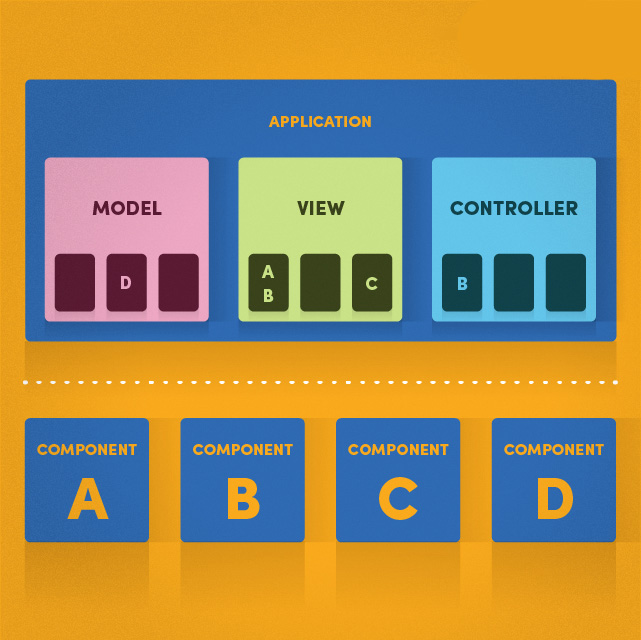 APPLICATION
MODEL
VIEW
CONTROLLER
D
A
B
C
B
COMPONENT
A
COMPONENT
B
COMPONENT
C
COMPONENT
D